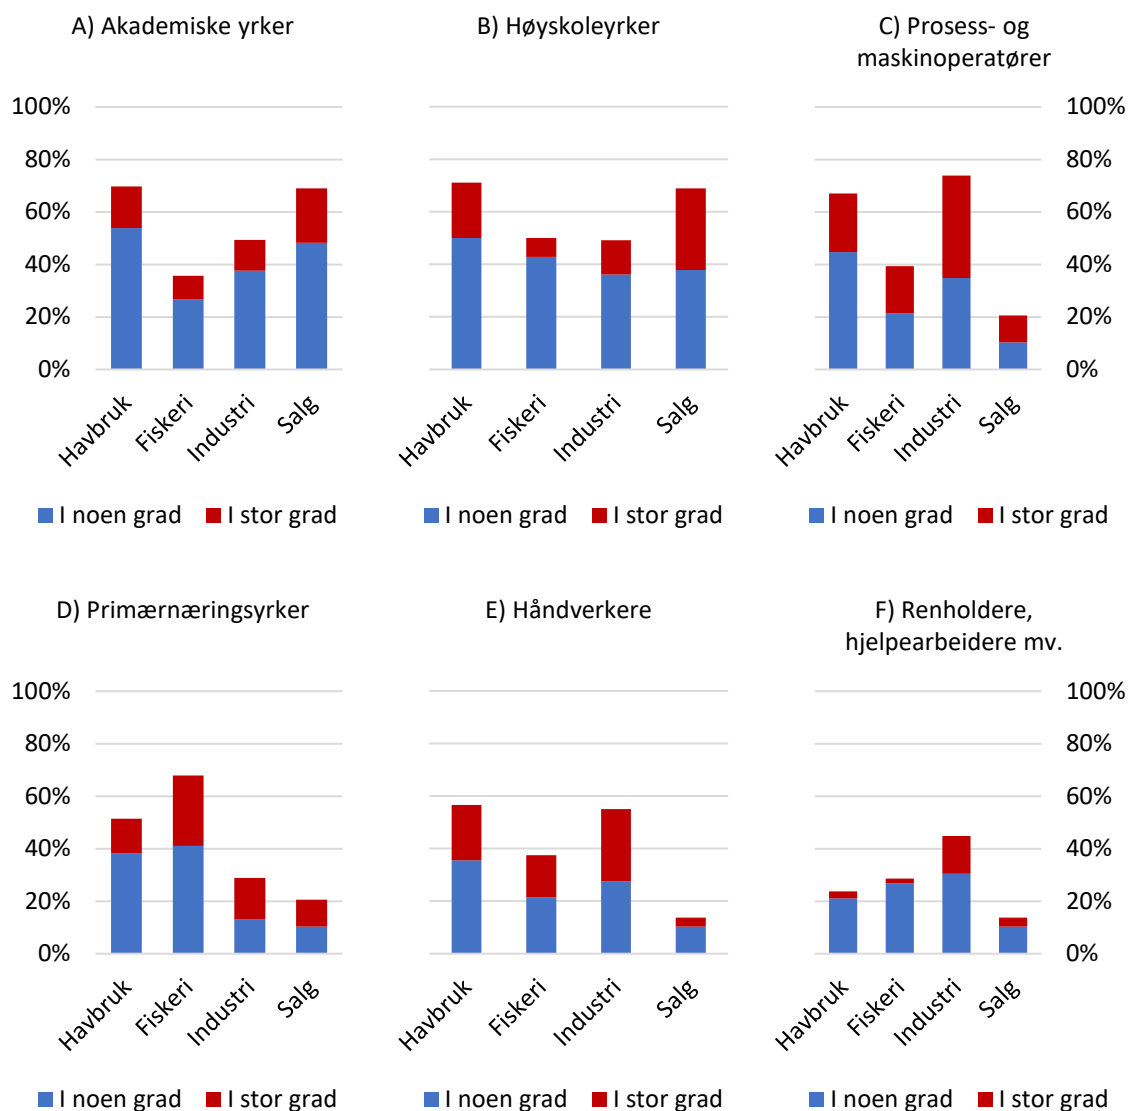 A) Akademiske yrker
B) Høyskoleyrker
C) Prosess- og
maskinoperatører
100%
80%
60%
40%
20%
0%
100%
80%
60%
40%
20%
0%
Havbruk
Fiskeri
Industri
Salg
Havbruk
Fiskeri
Industri
Salg
Havbruk
Fiskeri
Industri
Salg
I noen grad I stor grad
I noen grad I stor grad
I noen grad I stor grad
D) Primærnæringsyrker
E) Håndverkere
F) Renholdere,
hjelpearbeidere mv.
100%
80%
60%
40%
20%
0%
100%
80%
60%
40%
20%
0%
Havbruk
Fiskeri
Industri
Salg
Havbruk
Fiskeri
Industri
Salg
Havbruk
Fiskeri
Industri
Salg
I noen grad I stor grad
I noen grad I stor grad
I noen grad I stor grad